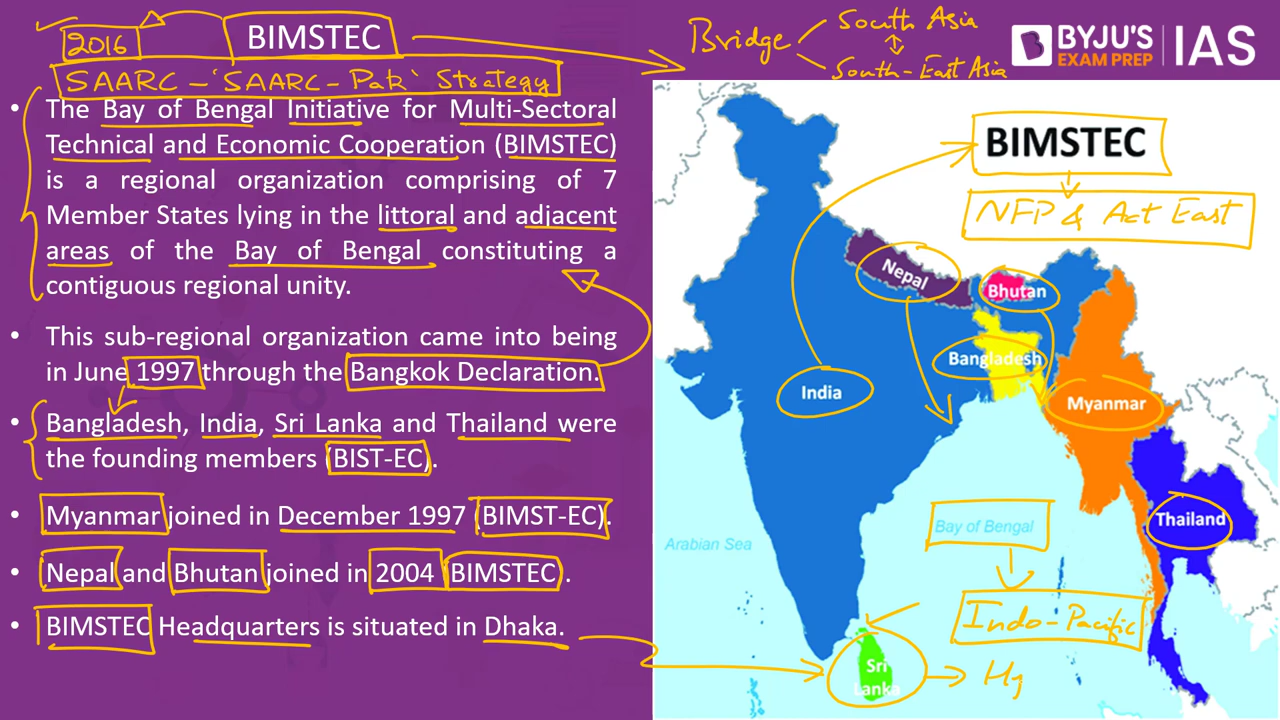 2016
BIMSTEC
SAARC – 'SAARC – Pak' Strategy
• The Bay of Bengal Initiative for Multi-Sectoral
Technical and Economic Cooperation (BIMSTEC)
is a regional organization comprising of 7
Member States lying in the littoral and adjacent
areas of the Bay of Bengal constituting a
contiguous regional unity.
• This sub-regional organization came into being
in June 1997 through the Bangkok Declaration.
• Bangladesh, India, Sri Lanka and Thailand were
the founding members (BIST-EC).
• Myanmar joined in December 1997 (BIMST-EC).
• Nepal and Bhutan joined in 2004 (BIMSTEC).
• BIMSTEC Headquarters is situated in Dhaka.
Bridge
South Asia
South-East Asia
BYJU'S
EXAM PREP
IAS
BIMSTEC
NFP & Act East
Nepal
Bhutan
Bangladesh
India
Myanmar
Thailand
Bay of Bengal
Arabian Sea
Indo-Pacific
Sri
Lanka
Hq